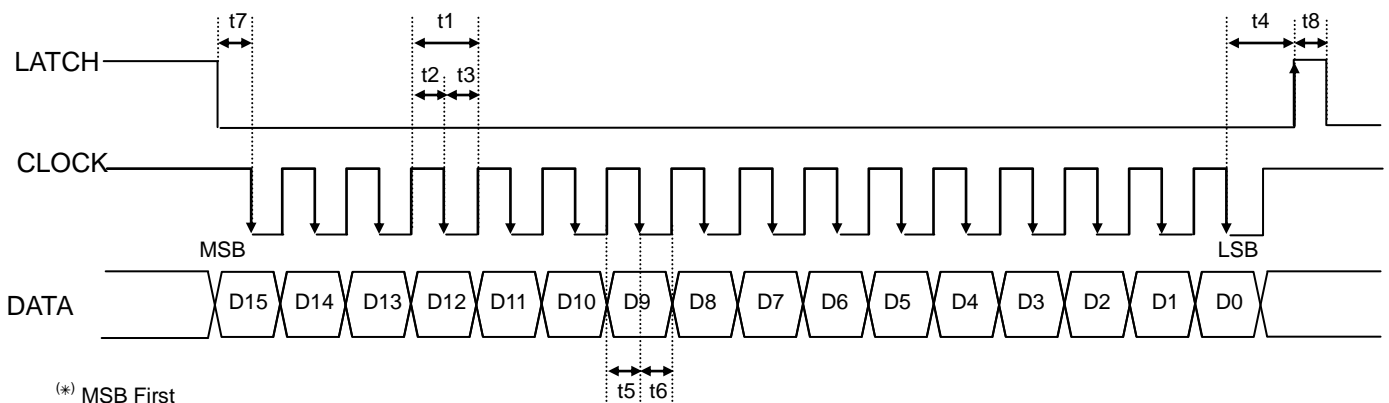 t7 t1 t4 t8
LATCH t2 t3
CLOCK
MSB LSB
DATA D15 D14 D13 D12 D11 D10 D9 D8 D7 D6 D5 D4 D3 D2 D1 D0
(*) MSB First t5 t6